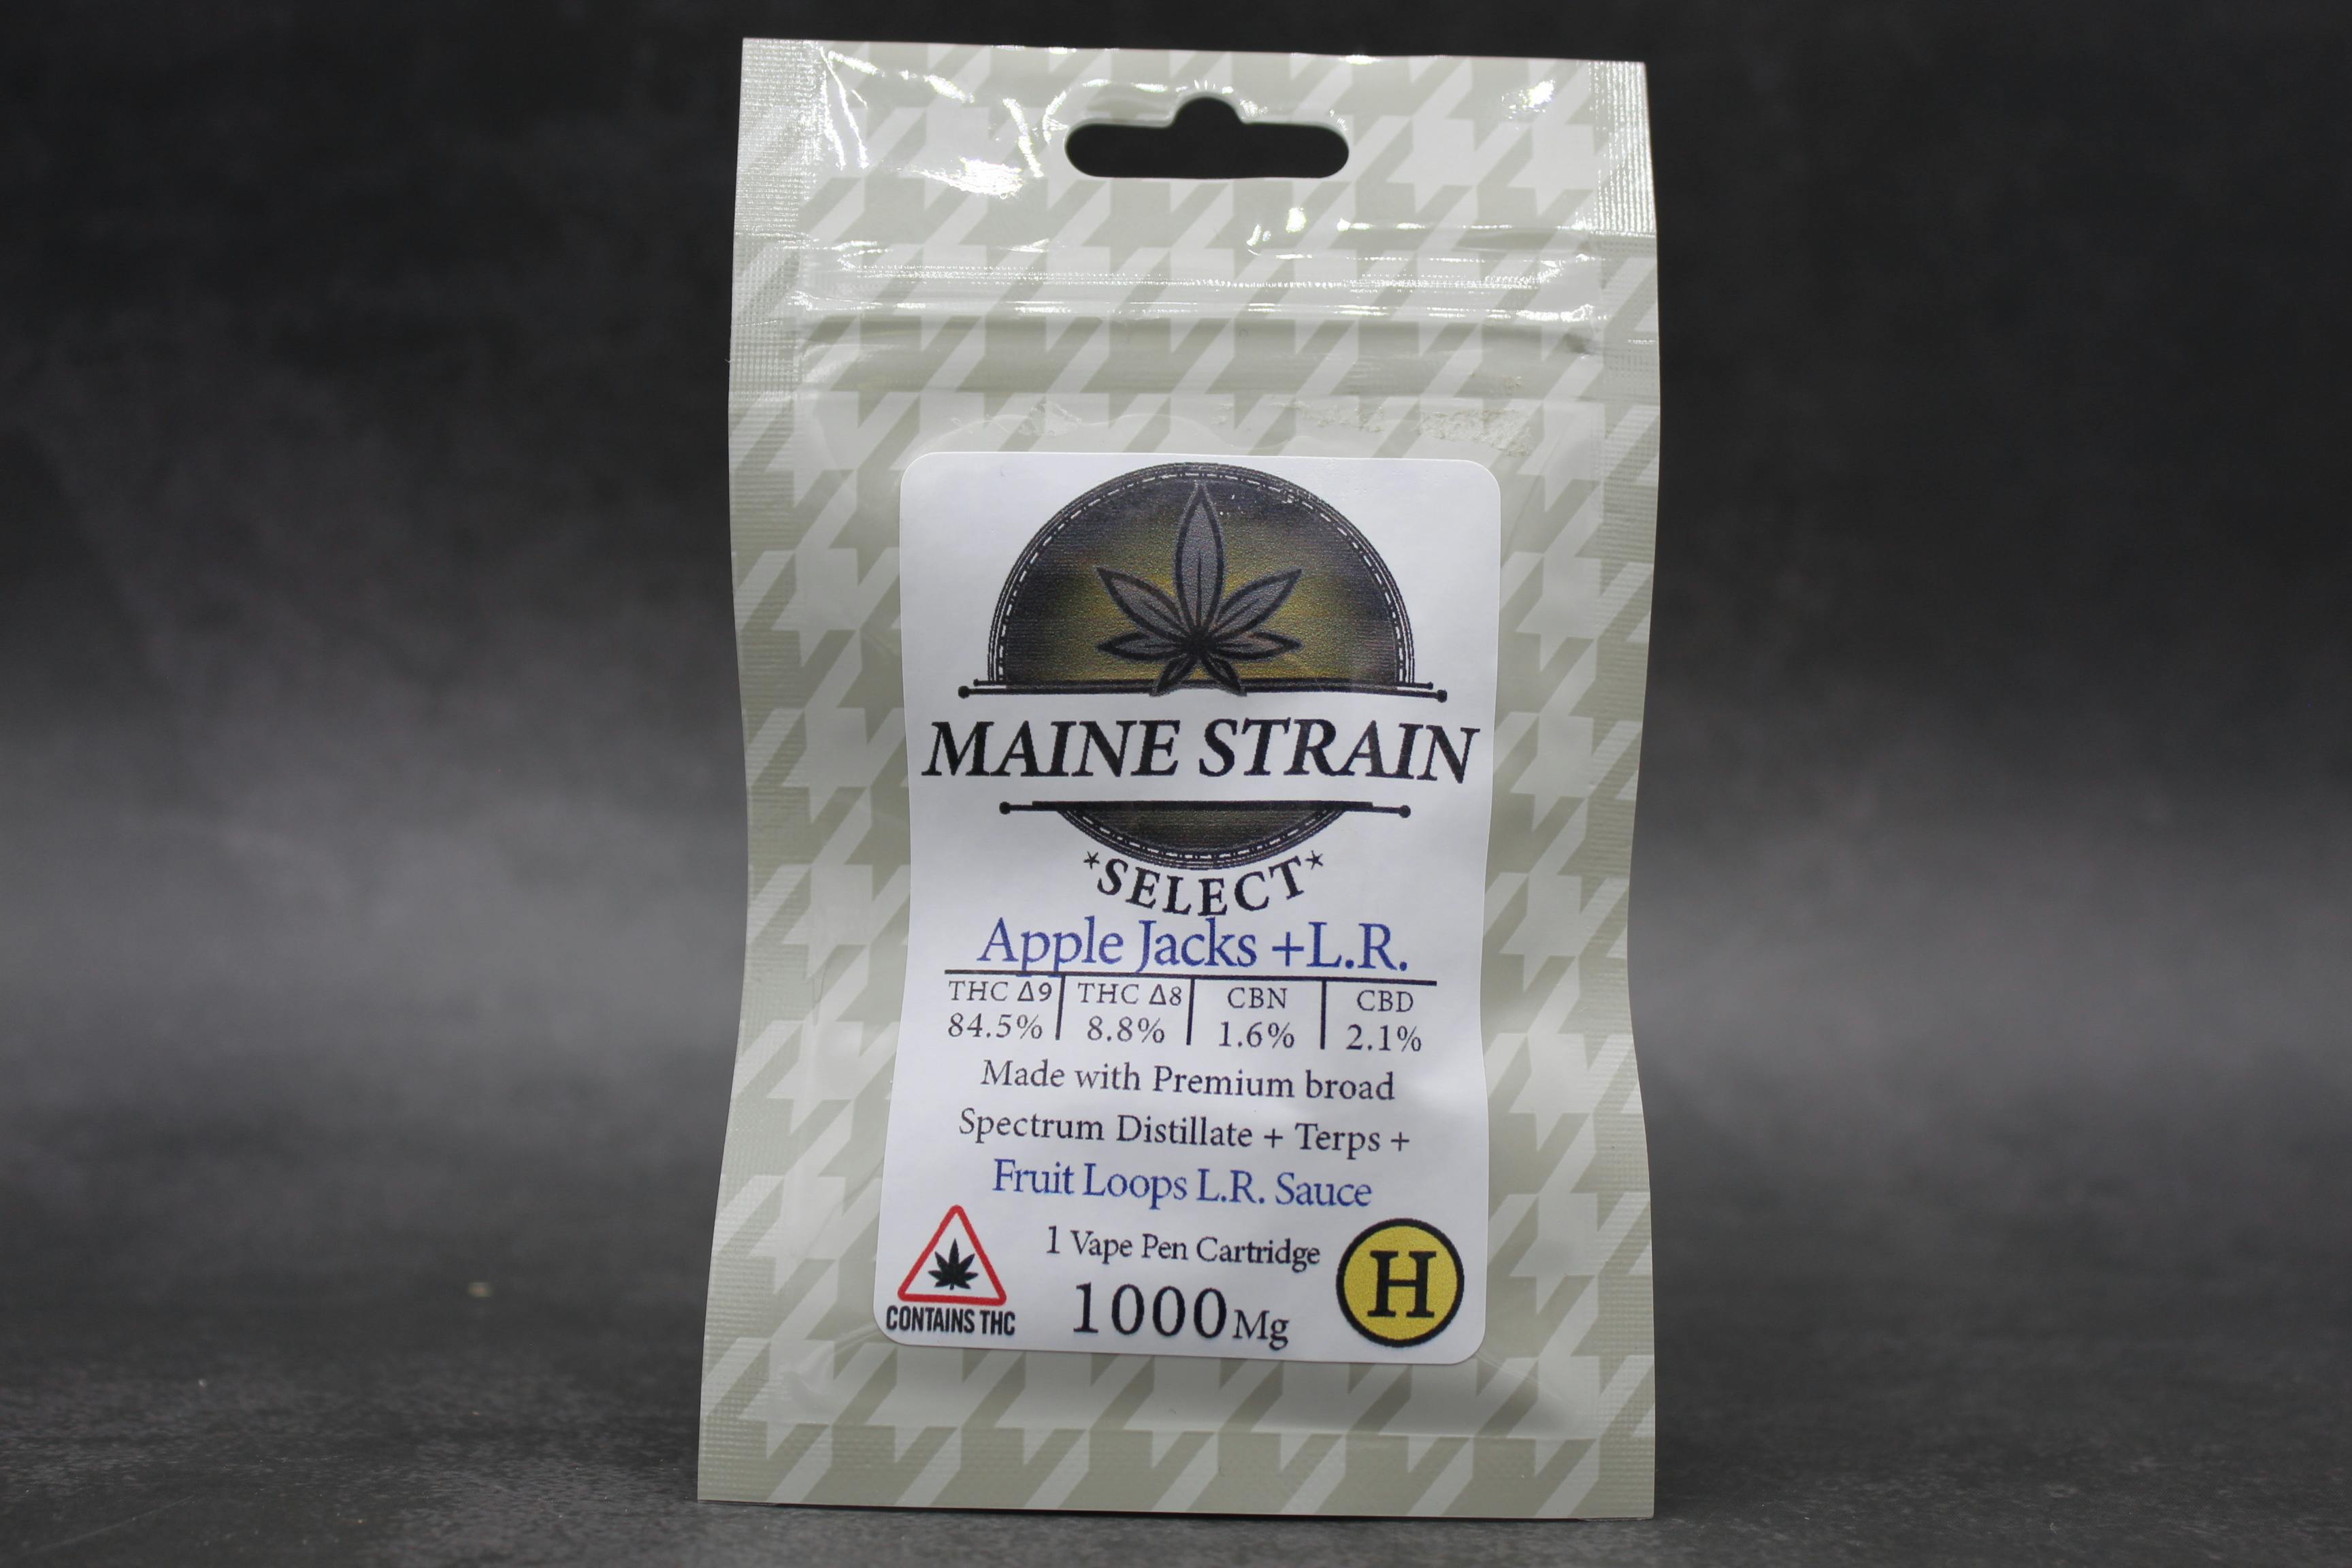 MAINE STRAIN
*SELECT*
Apple Jacks +L.R.
THC Δ9 THC Δ8 CBN CBD
84.5% 8.8% 1.6% 2.1%
Made with Premium broad
Spectrum Distillate + Terps +
Fruit Loops L.R. Sauce
1 Vape Pen Cartridge
1000Mg
CONTAINS THC
H